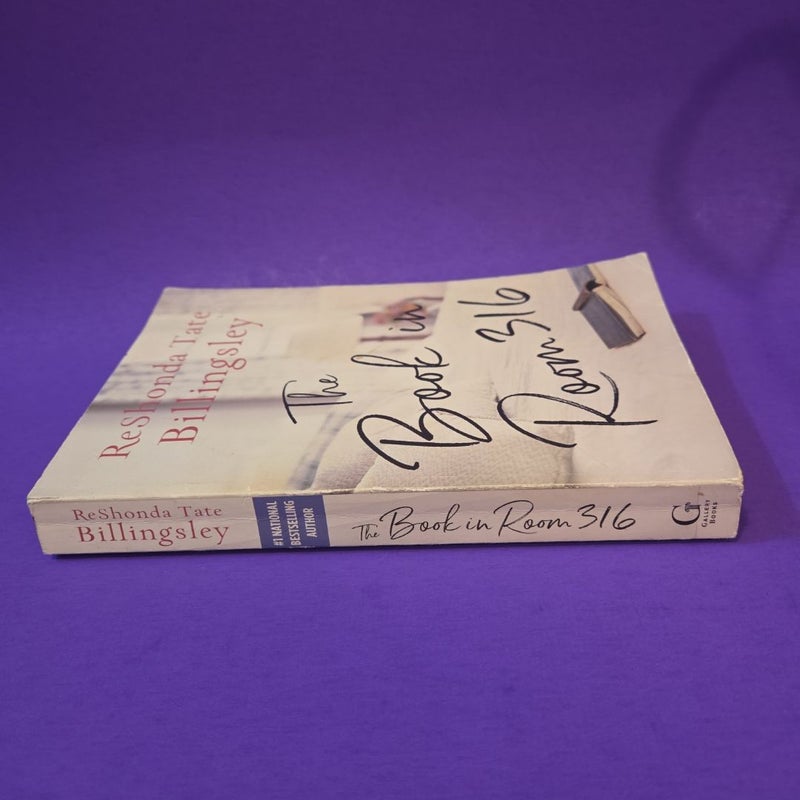 ReShonda Tate
Billingsley
The
Book in
Room 316
ReShonda Tate
Billingsley
#1 NATIONAL
BESTSELLING
AUTHOR
The Book in Room 316
G
GALLERY
BOOKS